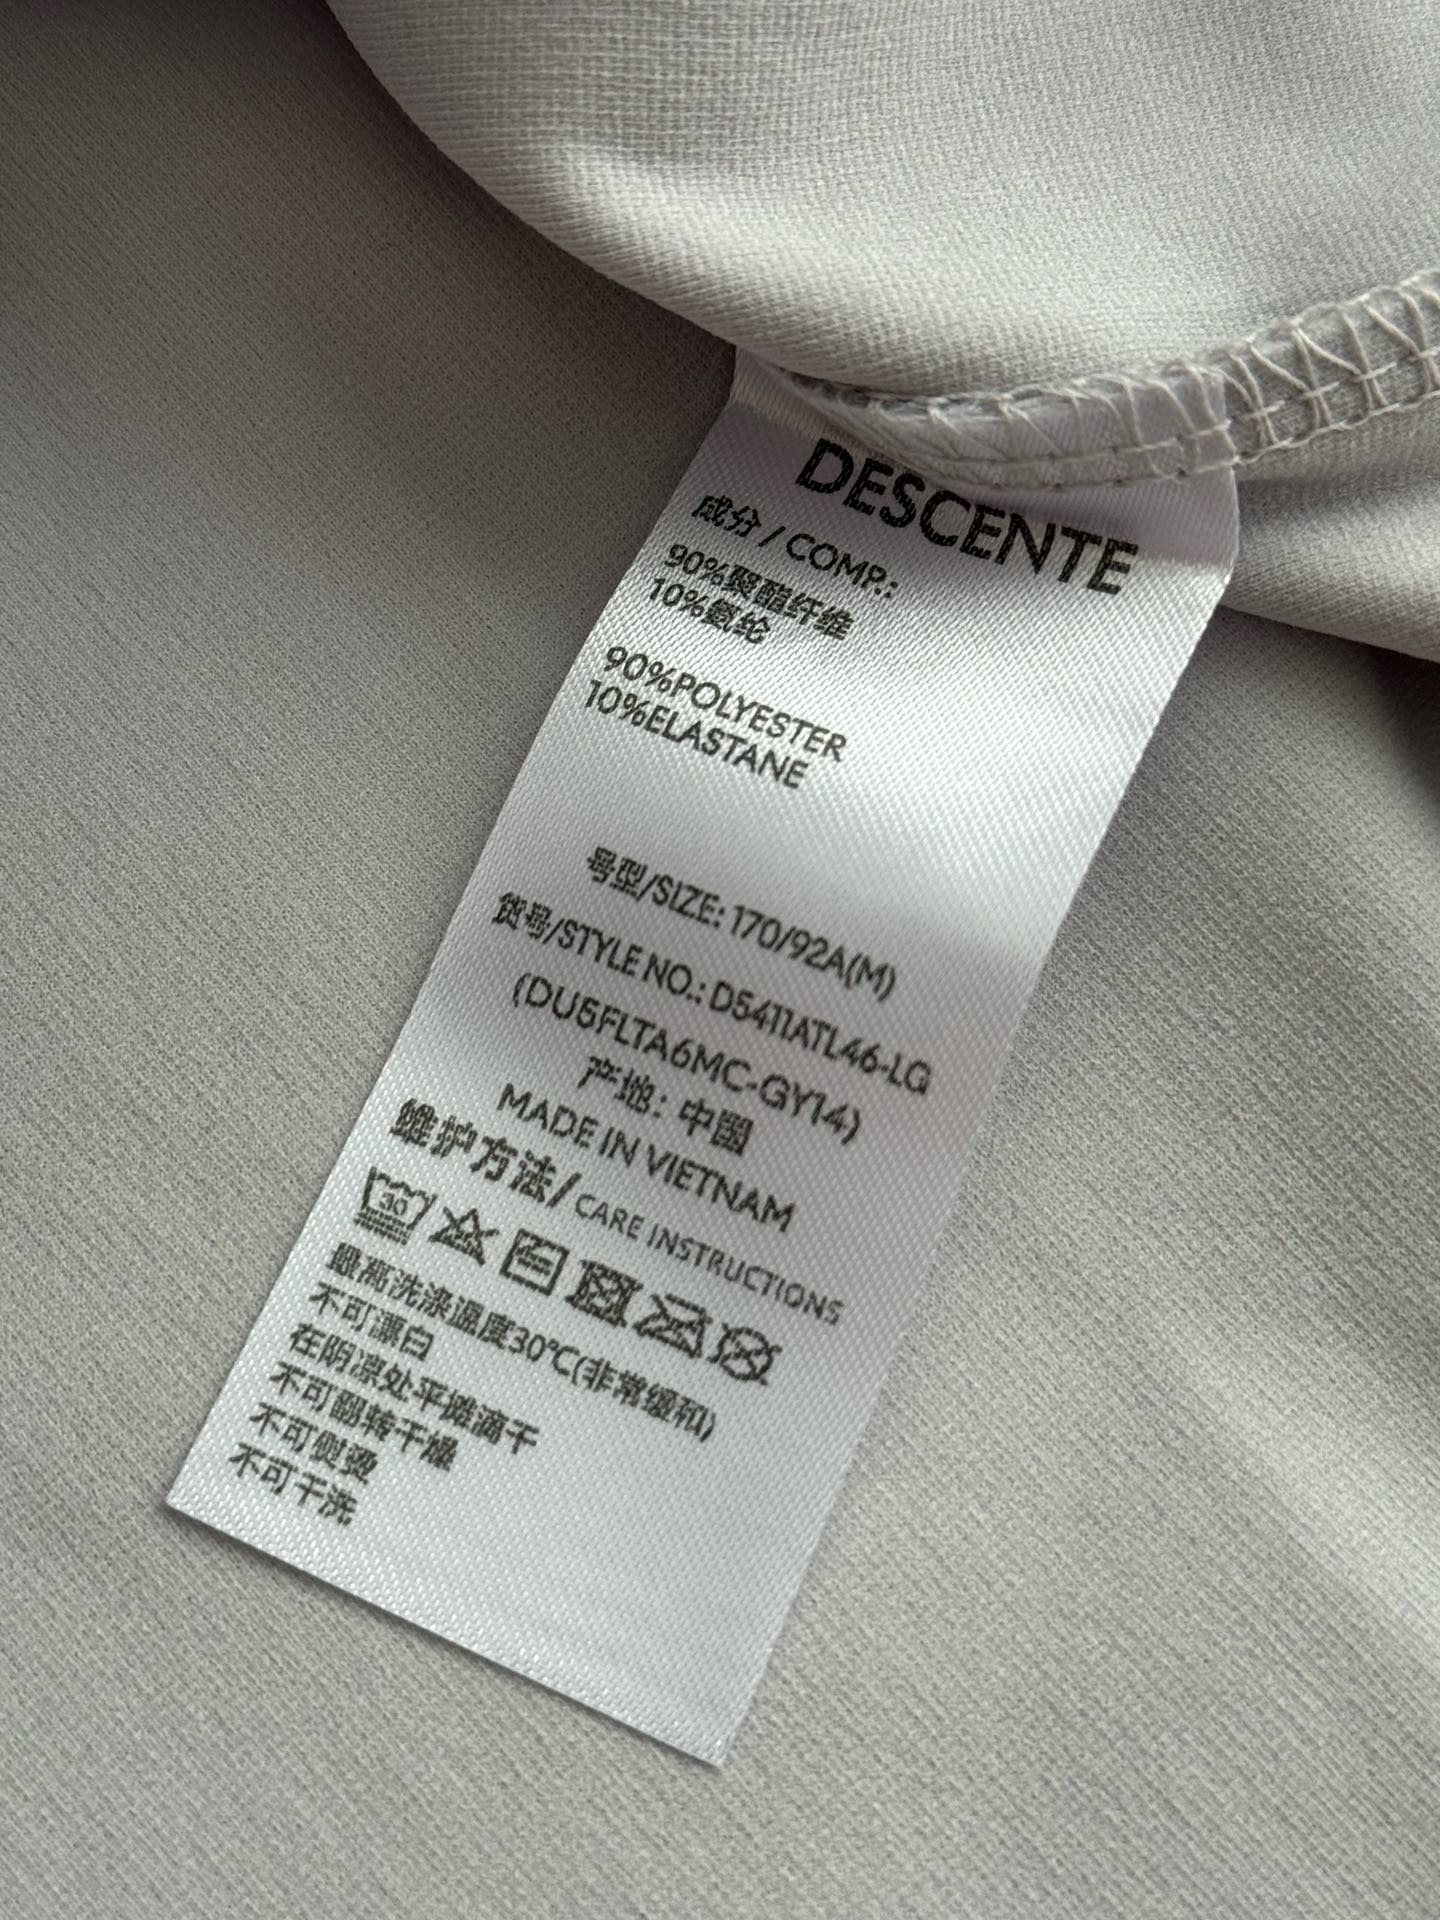 DESCENTE
成分 / COMP.:
90%聚酯纤维
10%氨纶
90%POLYESTER
10%ELASTANE
号型/SIZE: 170/92A(M)
货号/STYLE NO.: D5411ATL46-LG
(DU5FLTA6MC-GY14)
产地：中国
MADE IN VIETNAM
维护方法/CARE INSTRUCTIONS
30
最高洗涤温度30℃(非常缓和)
不可漂白
在阴凉处平摊滴干
不可翻转干燥
不可熨烫
不可干洗